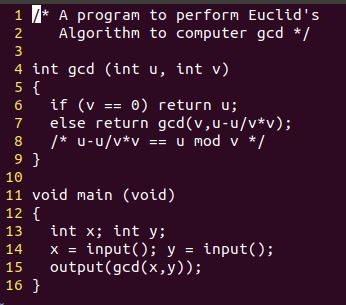 1 /* A program to perform Euclid's
2    Algorithm to computer gcd */
3
4 int gcd (int u, int v)
5 {
6   if (v == 0) return u;
7   else return gcd(v,u-u/v*v);
8   /* u-u/v*v == u mod v */
9 }
10
11 void main (void)
12 {
13   int x; int y;
14   x = input(); y = input();
15   output(gcd(x,y));
16 }